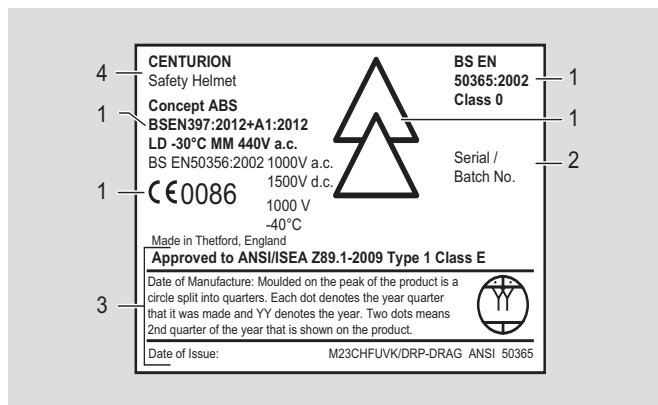 CENTURION
Safety Helmet
Concept ABS
BSEN397:2012+A1:2012
LD -30°C MM 440V a.c.
BS EN50356:2002 1000V a.c.
1500V d.c.
CE0086
1000 V
-40°C
Made in Thetford, England
BS EN
50365:2002
Class 0
Serial /
Batch No.
Approved to ANSI/ISEA Z89.1-2009 Type 1 Class E
Date of Manufacture: Moulded on the peak of the product is a
circle split into quarters. Each dot denotes the year quarter
that it was made and YY denotes the year. Two dots means
2nd quarter of the year that is shown on the product.
YY
Date of Issue: M23CHFUVK/DRP-DRAG ANSI 50365
4
1
1
3
1
1
2